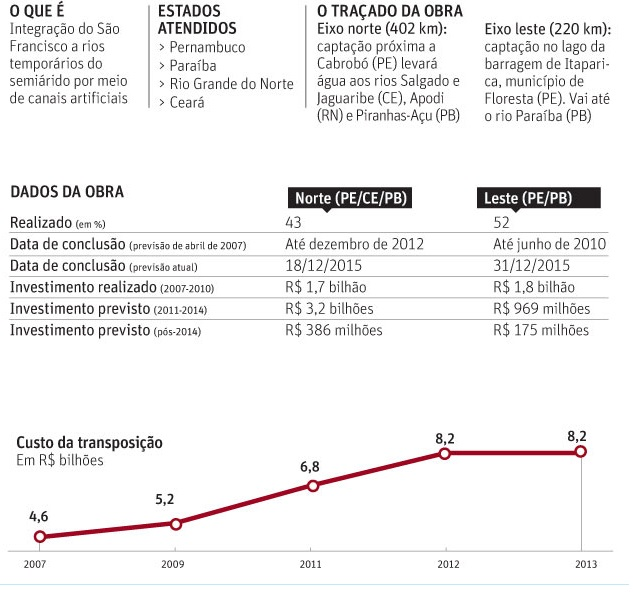 O QUE É
Integração do São
Francisco a rios
temporários do
semiárido por meio
de canais artificiais
ESTADOS
ATENDIDOS
> Pernambuco
> Paraíba
> Rio Grande do Norte
> Ceará
O TRAÇADO DA OBRA
Eixo norte (402 km):
captação próxima a
Cabrobó (PE) levará
água aos rios Salgado e
Jaguaribe (CE), Apodi
(RN) e Piranhas-Açu (PB)
Eixo leste (220 km):
captação no lago da
barragem de Itapari-
ca, município de
Floresta (PE). Vai até
o rio Paraíba (PB)
DADOS DA OBRA
Norte (PE/CE/PB) Leste (PE/PB)
Realizado (em %) 43 52
Data de conclusão (previsão de abril de 2007) Até dezembro de 2012 Até junho de 2010
Data de conclusão (previsão atual) 18/12/2015 31/12/2015
Investimento realizado (2007-2010) R$ 1,7 bilhão R$ 1,8 bilhão
Investimento previsto (2011-2014) R$ 3,2 bilhões R$ 969 milhões
Investimento previsto (pós-2014) R$ 386 milhões R$ 175 milhões
Custo da transposição
Em R$ bilhões
4,6 5,2 6,8 8,2 8,2
2007 2009 2011 2012 2013